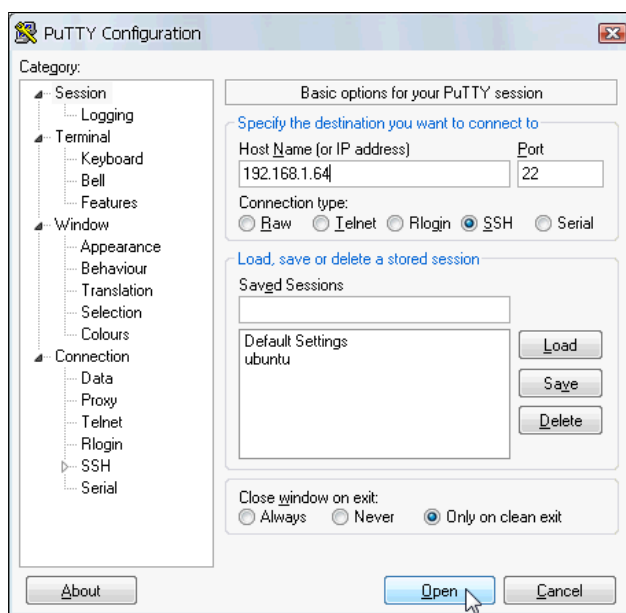 PuTTY Configuration
Category:
Session
Logging
Terminal
Keyboard
Bell
Features
Window
Appearance
Behaviour
Translation
Selection
Colours
Connection
Data
Proxy
Telnet
Rlogin
SSH
Serial
Basic options for your PuTTY session
Specify the destination you want to connect to
Host Name (or IP address) Port
192.168.1.64 22
Connection type:
Raw Telnet Rlogin SSH Serial
Load, save or delete a stored session
Saved Sessions
Default Settings
ubuntu
Load
Save
Delete
Close window on exit:
Always Never Only on clean exit
About Open Cancel